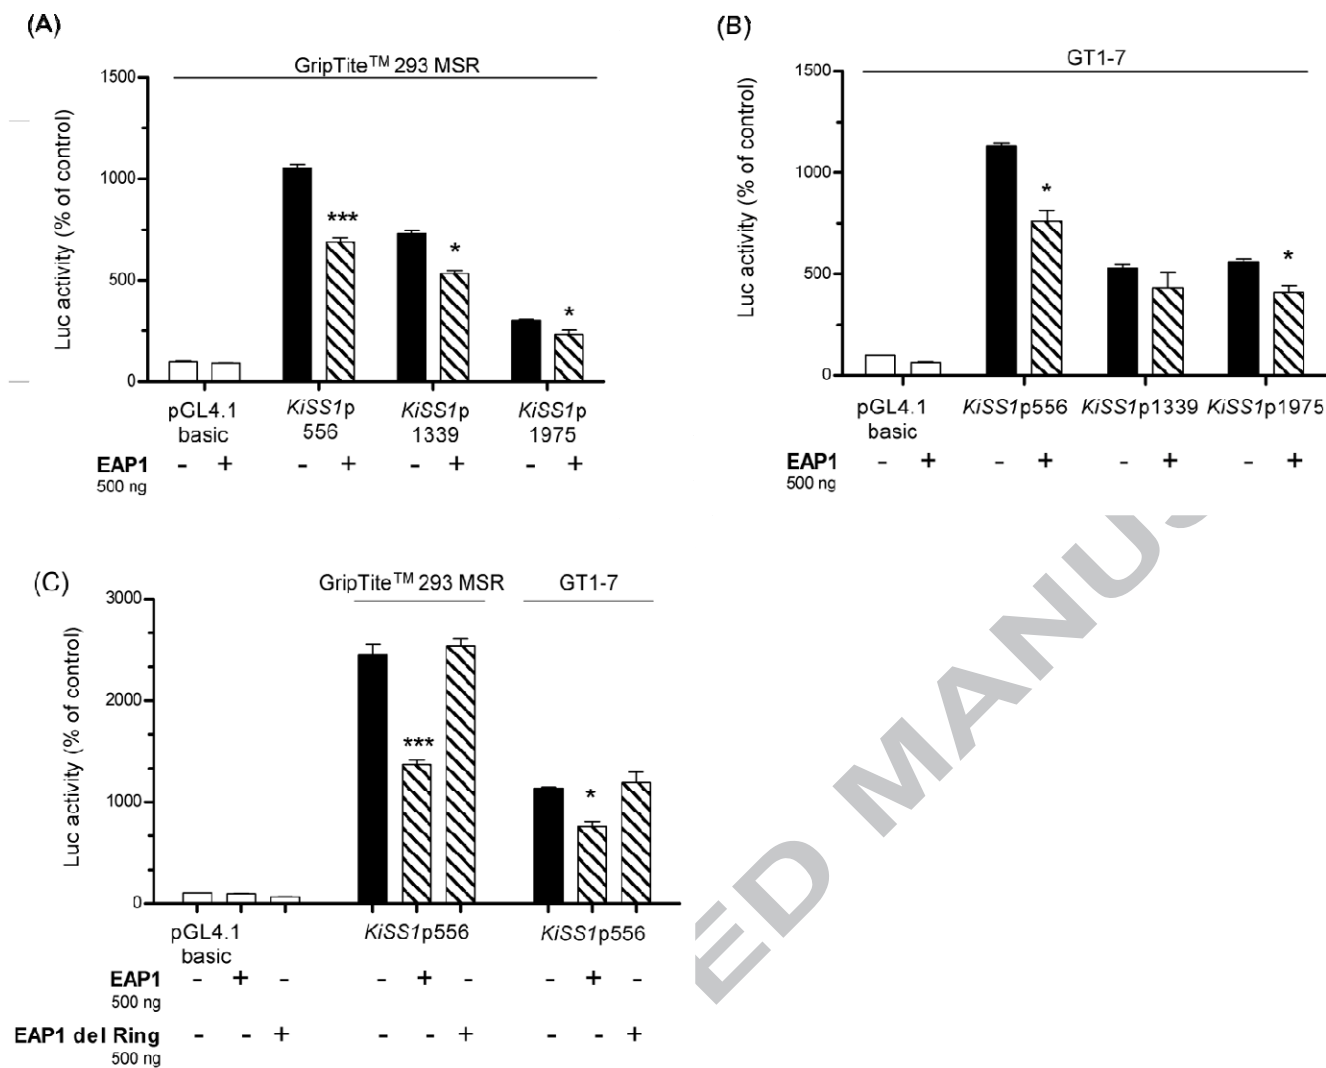 (A)
GripTite™ 293 MSR
1500
1000
500
0
Luc activity (% of control)
***
*
*
pGL4.1 basic
KiSS1p 556
KiSS1p 1339
KiSS1p 1975
EAP1 - + - + - + - +
500 ng
(B)
GT1-7
1500
1000
500
0
Luc activity (% of control)
*
*
pGL4.1 basic
KiSS1p556
KiSS1p1339
KiSS1p1975
EAP1 - + - + - + - +
500 ng
(C)
GripTite™ 293 MSR
GT1-7
3000
2000
1000
0
Luc activity (% of control)
***
*
pGL4.1 basic
KiSS1p556
KiSS1p556
EAP1 - + - - + - - + -
500 ng
EAP1 del Ring - - + - - + - - +
500 ng
ED MANUS